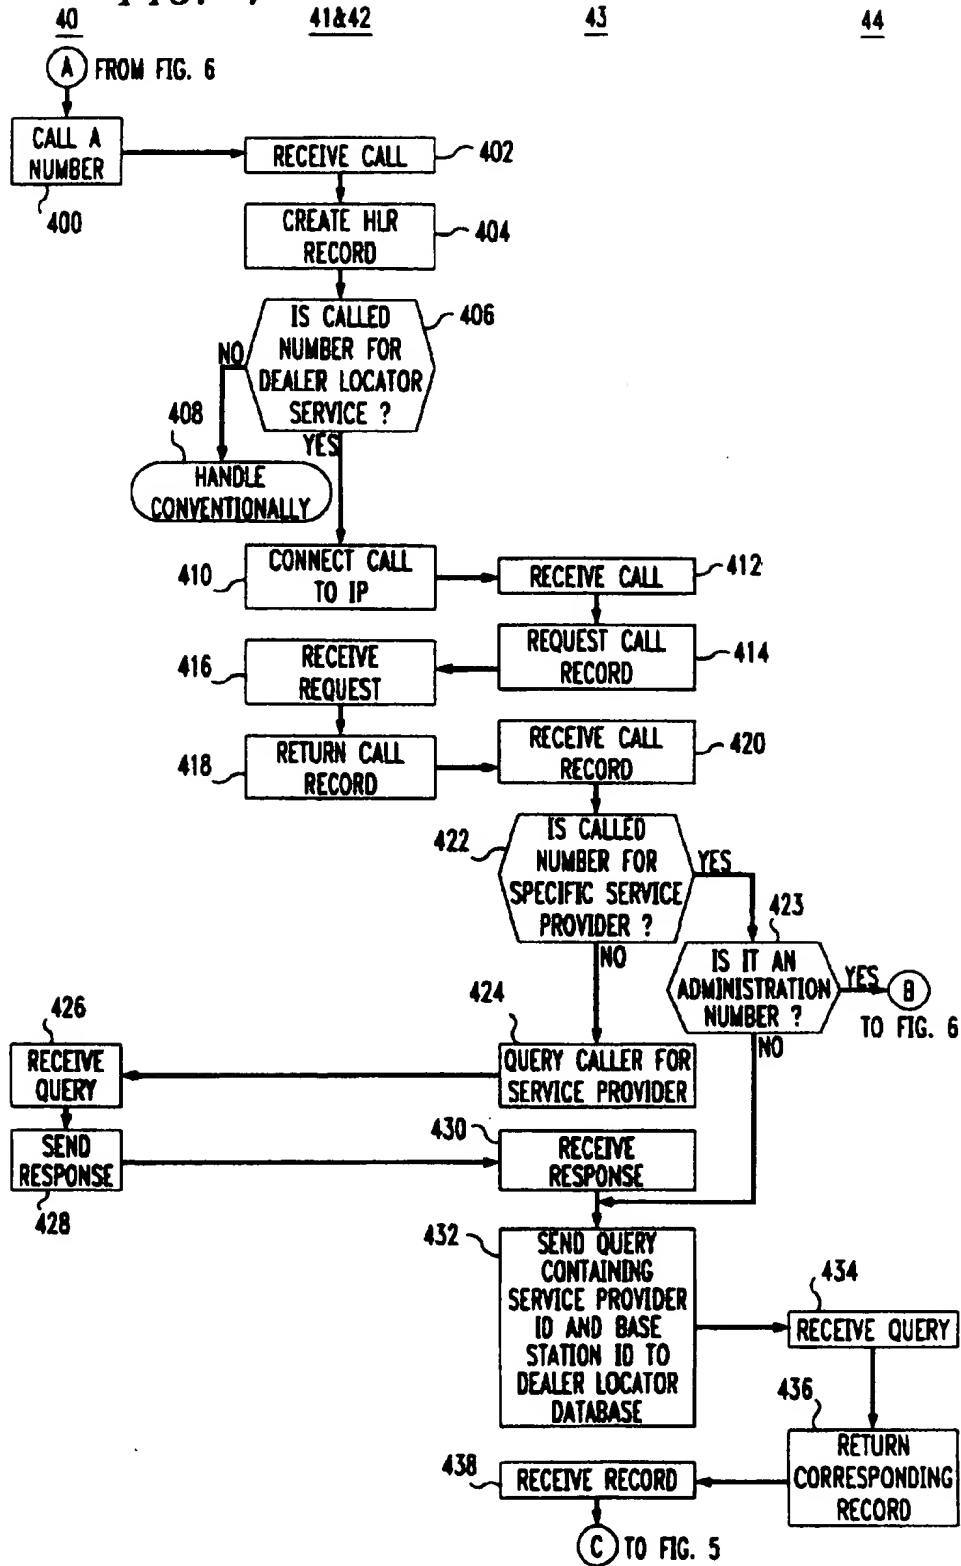 40
41&42
43
44
A FROM FIG. 6
CALL A
NUMBER
400
RECEIVE CALL
402
CREATE HLR
RECORD
404
IS CALLED
NUMBER FOR
DEALER LOCATOR
SERVICE ?
406
NO
YES
408
HANDLE
CONVENTIONALLY
410
CONNECT CALL
TO IP
RECEIVE CALL
412
REQUEST CALL
RECORD
414
416
RECEIVE
REQUEST
418
RETURN CALL
RECORD
RECEIVE CALL
RECORD
420
422
IS CALLED
NUMBER FOR
SPECIFIC SERVICE
PROVIDER ?
YES
NO
423
IS IT AN
ADMINISTRATION
NUMBER ?
YES
B
TO FIG. 6
NO
424
QUERY CALLER FOR
SERVICE PROVIDER
426
RECEIVE
QUERY
SEND
RESPONSE
428
430
RECEIVE
RESPONSE
432
SEND QUERY
CONTAINING
SERVICE PROVIDER
ID AND BASE
STATION ID TO
DEALER LOCATOR
DATABASE
434
RECEIVE QUERY
436
RETURN
CORRESPONDING
RECORD
438
RECEIVE RECORD
C TO FIG. 5